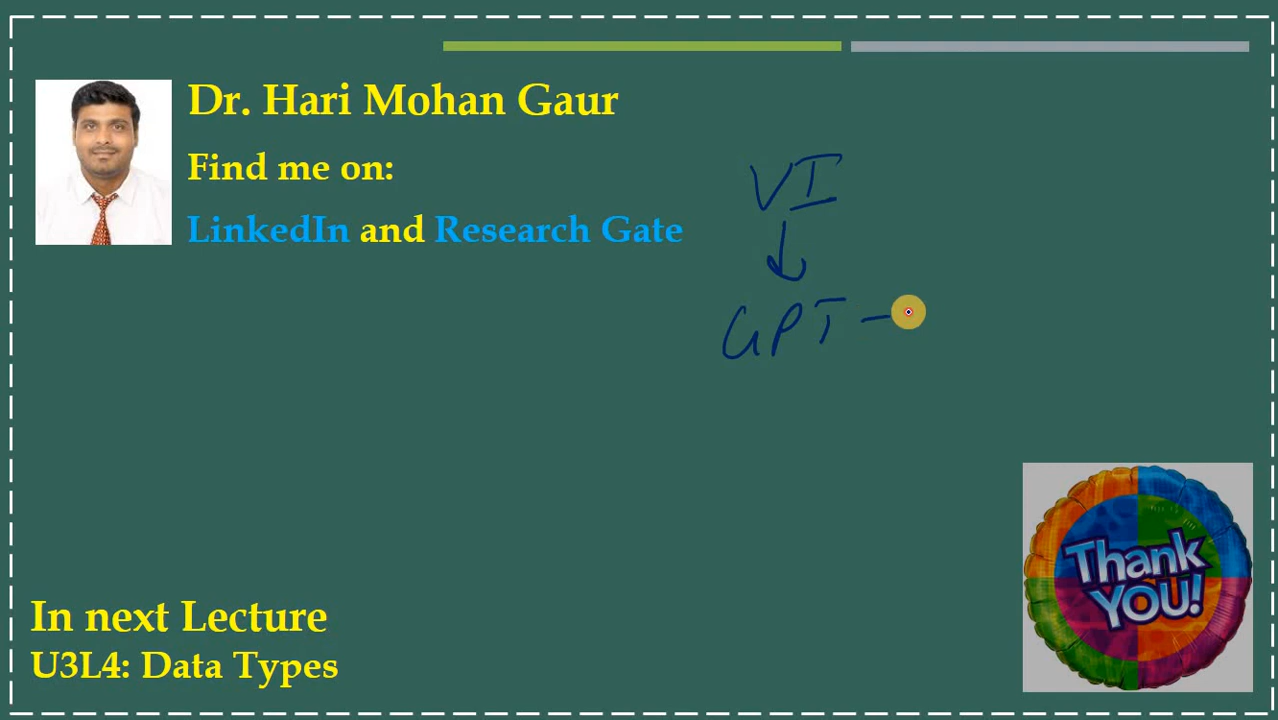 Dr. Hari Mohan Gaur
Find me on:
LinkedIn and Research Gate
VI
GPT -
In next Lecture
U3L4: Data Types
Thank
YOU!